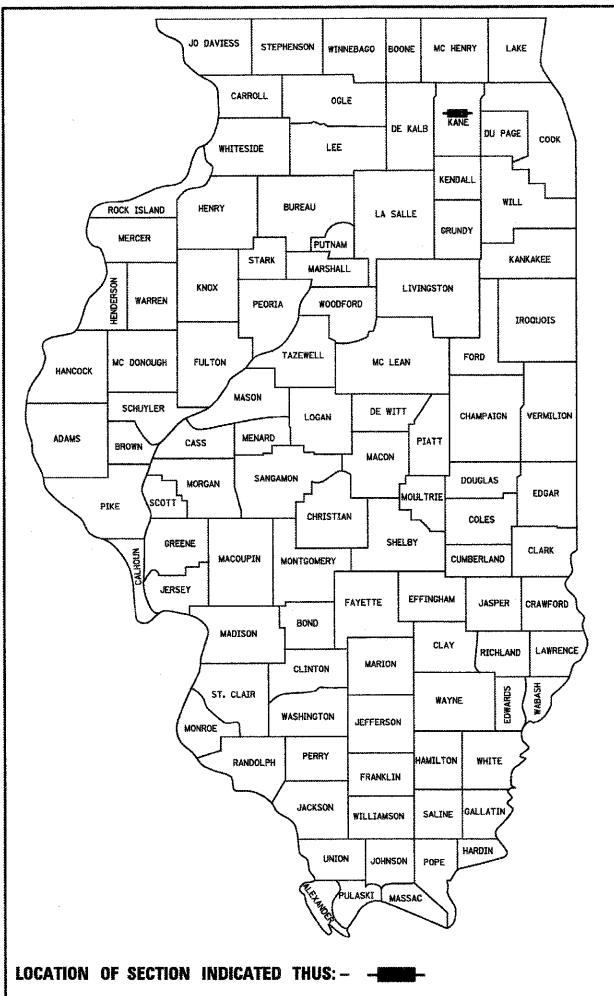 JO DAVIESS STEPHENSON WINNEBAGO BOONE MC HENRY LAKE
CARROLL OGLE DE KALB KANE DU PAGE COOK
WHITESIDE LEE
KENDALL WILL
ROCK ISLAND HENRY BUREAU LA SALLE GRUNDY
MERCER PUTNAM KANKAKEE
STARK MARSHALL
HENDERSON WARREN KNOX PEORIA WOODFORD LIVINGSTON IROQUOIS
HANCOCK MC DONOUGH FULTON TAZEWELL MC LEAN FORD
MASON
SCHUYLER LOGAN DE WITT CHAMPAIGN VERMILION
ADAMS BROWN CASS MENARD MACON PIATT
MORGAN SANGAMON DOUGLAS
PIKE SCOTT CHRISTIAN MOULTRIE EDGAR
COLES
GREENE MACOUPIN MONTGOMERY SHELBY CUMBERLAND CLARK
CALHOUN JERSEY FAYETTE EFFINGHAM JASPER CRAWFORD
MADISON BOND
CLAY RICHLAND LAWRENCE
CLINTON MARION
ST. CLAIR WAYNE EDWARDS WABASH
WASHINGTON JEFFERSON
MONROE
RANDOLPH PERRY HAMILTON WHITE
FRANKLIN
JACKSON WILLIAMSON SALINE GALLATIN
UNION JOHNSON POPE HARDIN
ALEXANDER PULASKI MASSAC
LOCATION OF SECTION INDICATED THUS: –